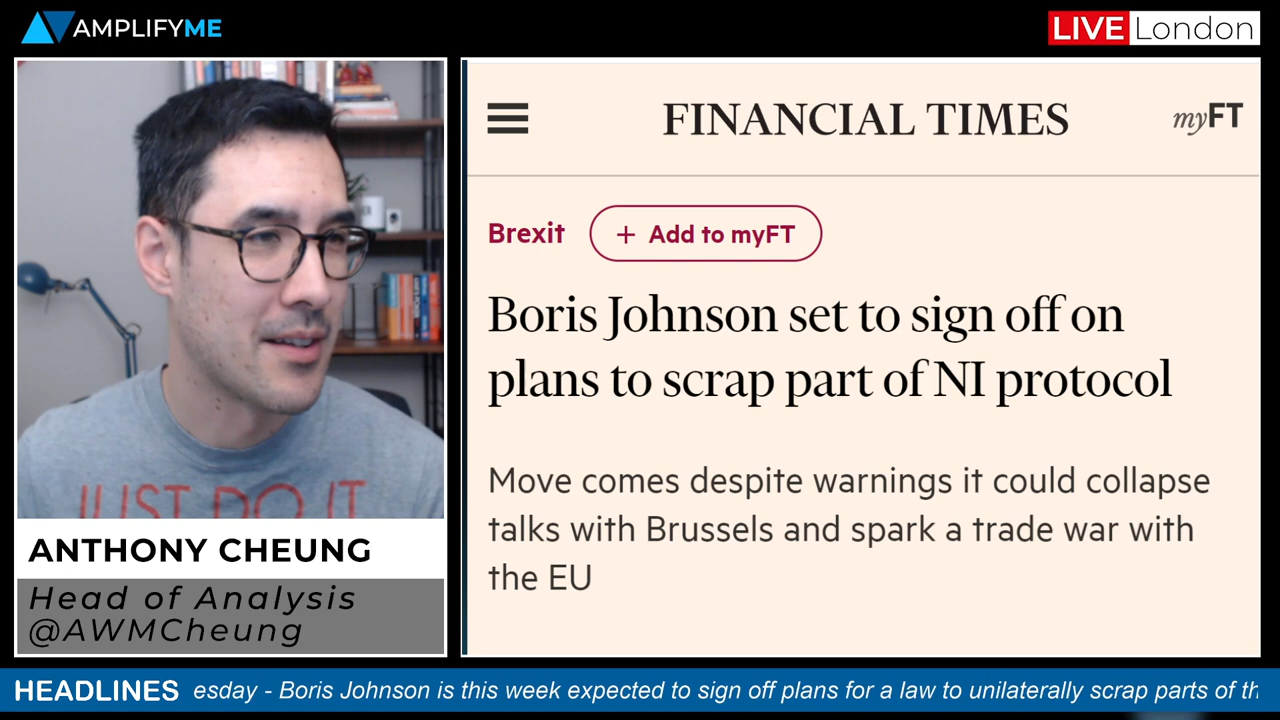 AMPLIFYME
LIVE London
FINANCIAL TIMES
myFT
Brexit
+ Add to myFT
Boris Johnson set to sign off on
plans to scrap part of NI protocol
Move comes despite warnings it could collapse
talks with Brussels and spark a trade war with
the EU
JUST DO IT
ANTHONY CHEUNG
Head of Analysis
@AWMCheung
HEADLINES esday - Boris Johnson is this week expected to sign off plans for a law to unilaterally scrap parts of